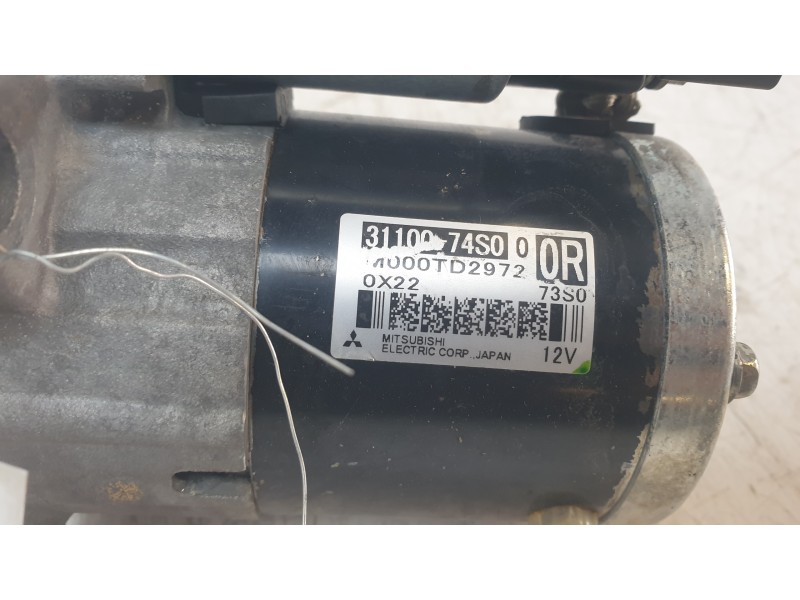 31100-74S0 0 0R
M000TD2972
0X22 73S0
MITSUBISHI
ELECTRIC CORP. JAPAN 12V